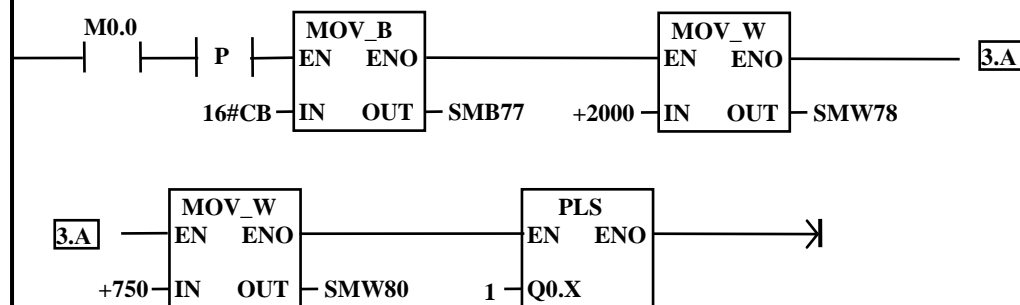 M0.0
P
MOV_B
EN ENO
16#CB IN OUT SMB77
MOV_W
EN ENO
+2000 IN OUT SMW78
3.A
3.A
MOV_W
EN ENO
+750 IN OUT SMW80
PLS
EN ENO
1 Q0.X